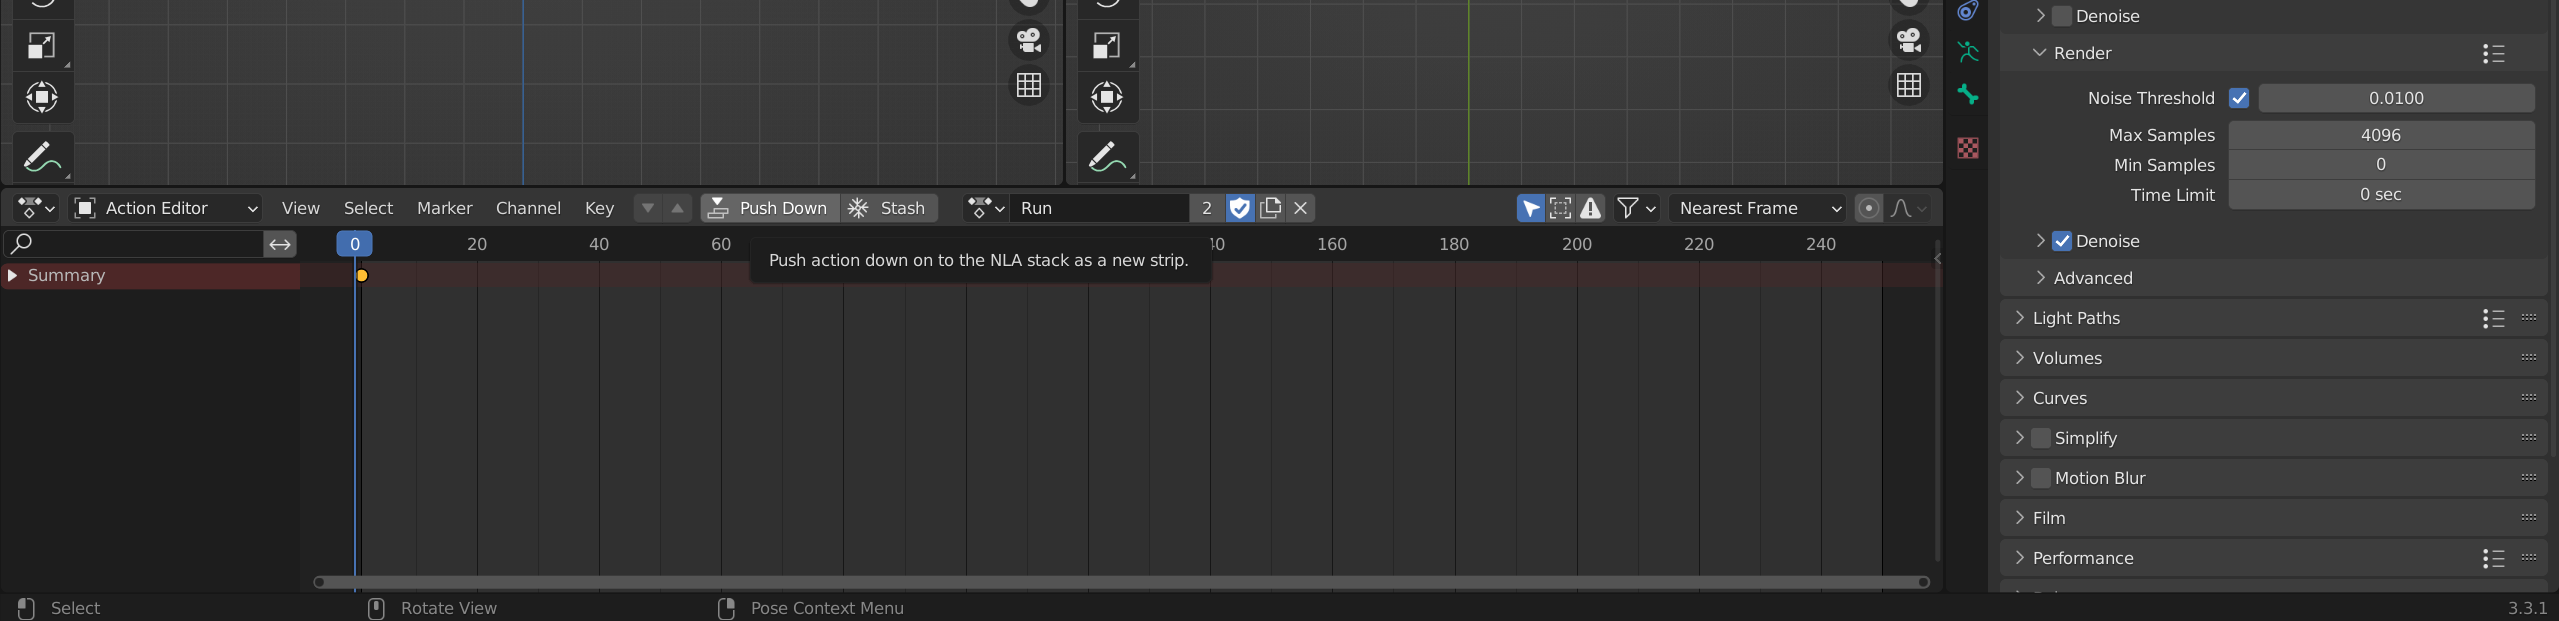 Denoise
Render
Noise Threshold 0.0100
Max Samples 4096
Min Samples 0
Time Limit 0 sec
Action Editor View Select Marker Channel Key Push Down Stash Run 2 Nearest Frame
0 20 40 60 40 160 180 200 220 240
Push action down on to the NLA stack as a new strip.
Summary
Denoise
Advanced
Light Paths
Volumes
Curves
Simplify
Motion Blur
Film
Performance
Select Rotate View Pose Context Menu 3.3.1